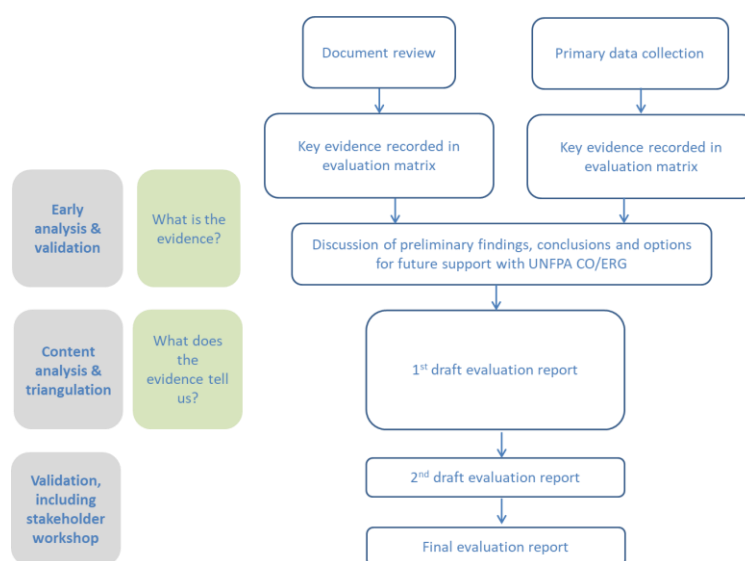 Document review
Primary data collection
Key evidence recorded in
evaluation matrix
Key evidence recorded in
evaluation matrix
Early
analysis &
validation
What is the
evidence?
Discussion of preliminary findings, conclusions and options
for future support with UNFPA CO/ERG
Content
analysis &
triangulation
What does
the
evidence tell
us?
1st draft evaluation report
Validation,
including
stakeholder
workshop
2nd draft evaluation report
Final evaluation report